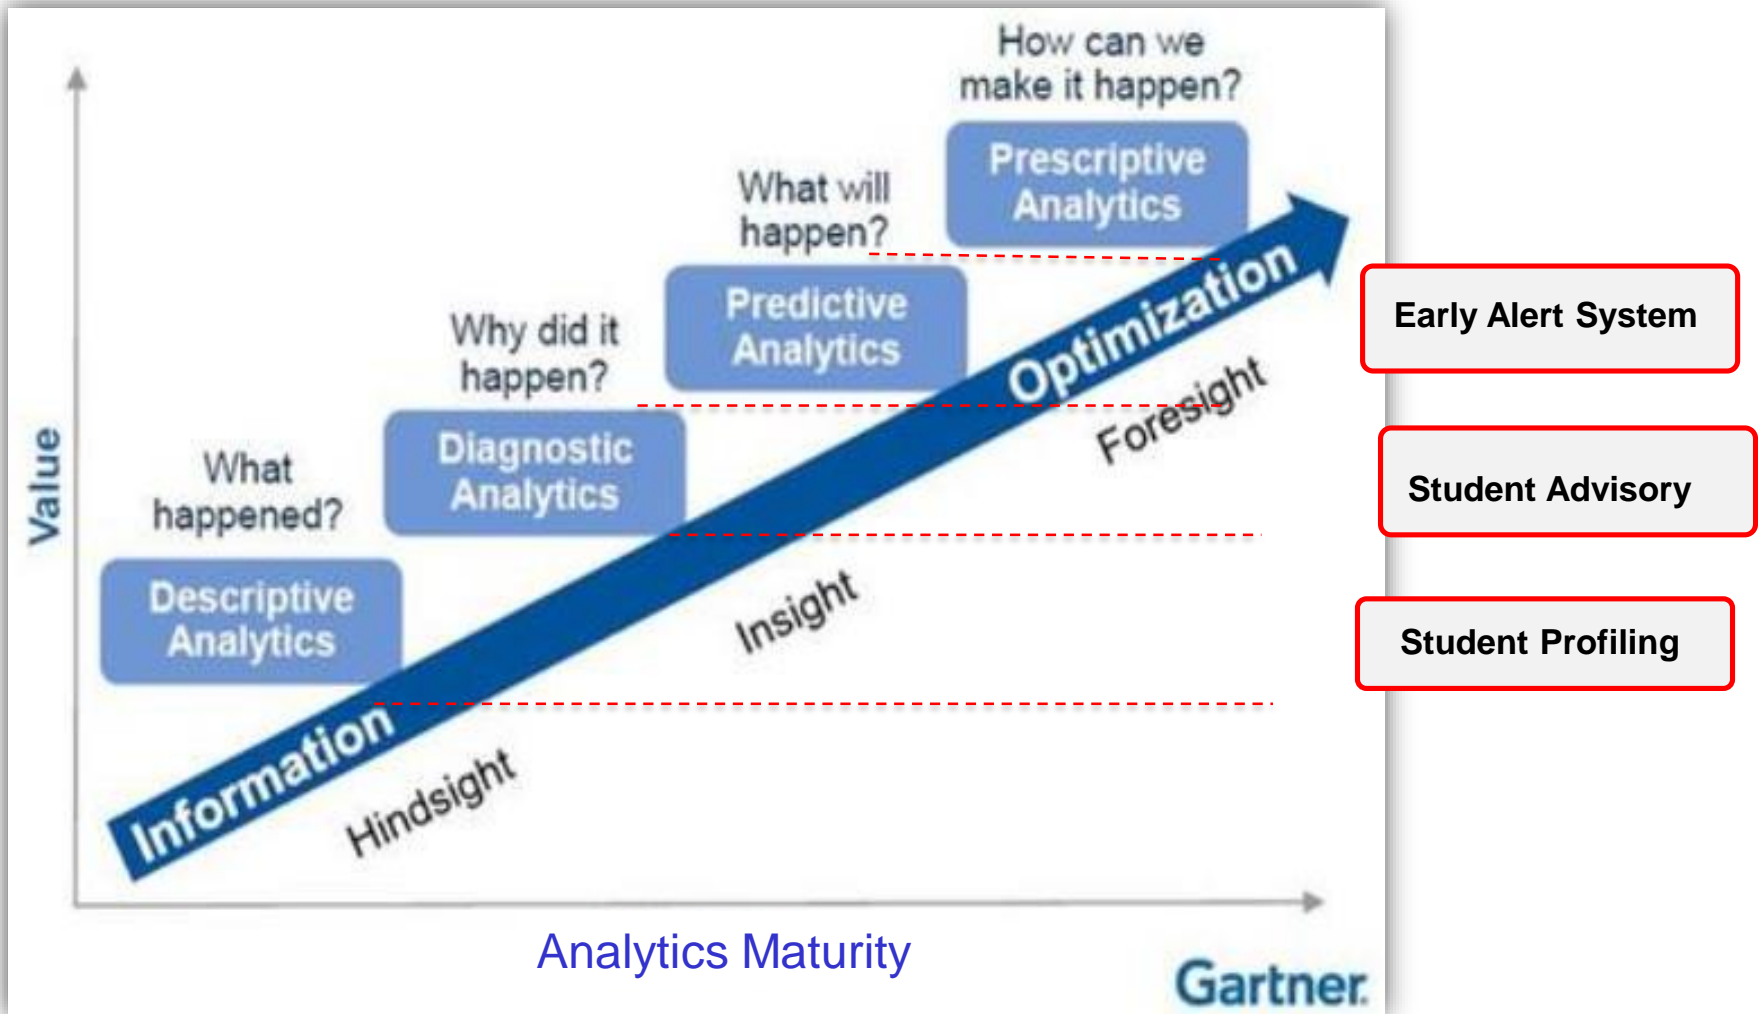 How can we
make it happen?
Prescriptive
Analytics
What will
happen?
Predictive
Analytics
Why did it
happen?
Diagnostic
Analytics
What
happened?
Descriptive
Analytics
Value
Information
Optimization
Hindsight
Insight
Foresight
Early Alert System
Student Advisory
Student Profiling
Analytics Maturity
Gartner.